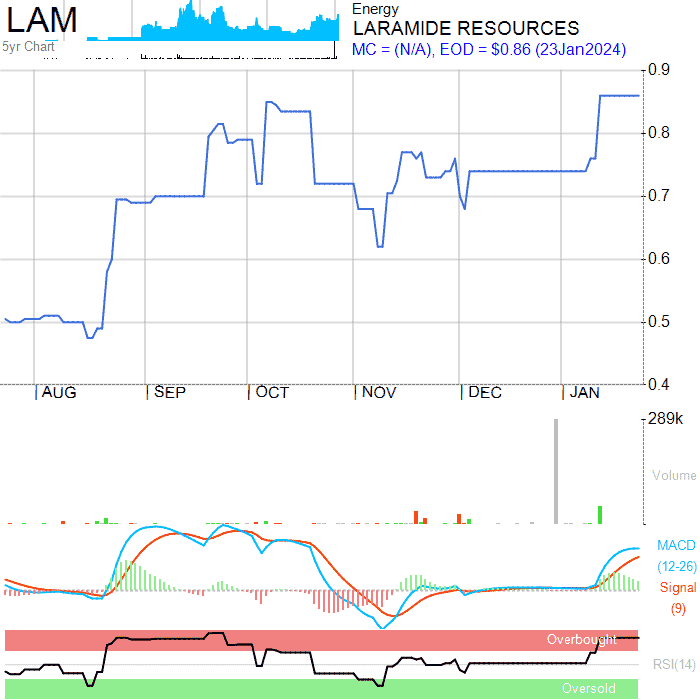 LAM
5yr Chart
Energy
LARAMIDE RESOURCES
MC = (N/A), EOD = $0.86 (23Jan2024)
0.9
0.8
0.7
0.6
0.5
0.4
AUG SEP OCT NOV DEC JAN
289k
Volume
MACD
(12-26)
Signal
(9)
Overbought
RSI(14)
Oversold